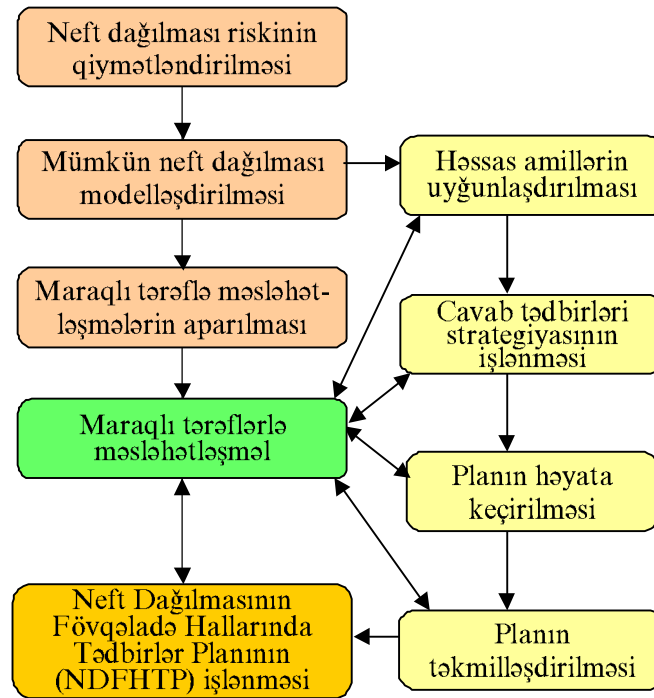 Neft dağılması riskinin
qiymətləndirilməsi
Mümkün neft dağılması
modelləşdirilməsi
Həssas amillərin
uyğunlaşdırılması
Maraqlı tərəflə məsləhət-
ləşmələrin aparılması
Cavab tədbirləri
strategiyasının
işlənməsi
Maraqlı tərəflərlə
məsləhətləşməl
Planın həyata
keçirilməsi
Neft Dağılmasının
Fövqəladə Hallarında
Tədbirlər Planının
(NDFHTP) işlənməsi
Planın
təkmilləşdirilməsi